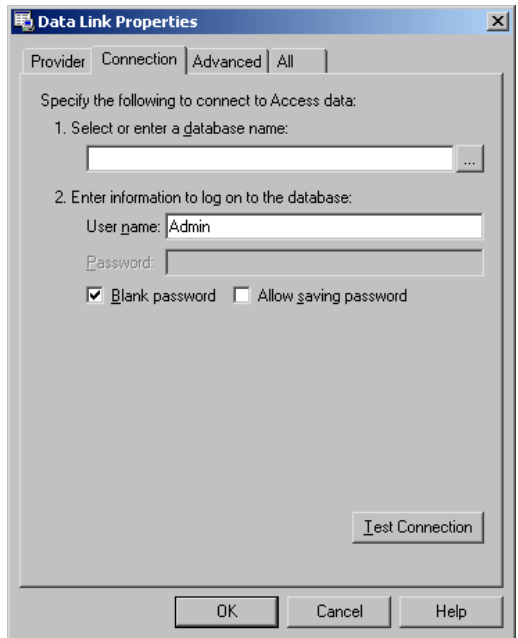 Data Link Properties
Provider Connection Advanced All
Specify the following to connect to Access data:
1. Select or enter a database name:
...
2. Enter information to log on to the database:
User name: Admin
Password:
Blank password Allow saving password
Test Connection
OK Cancel Help